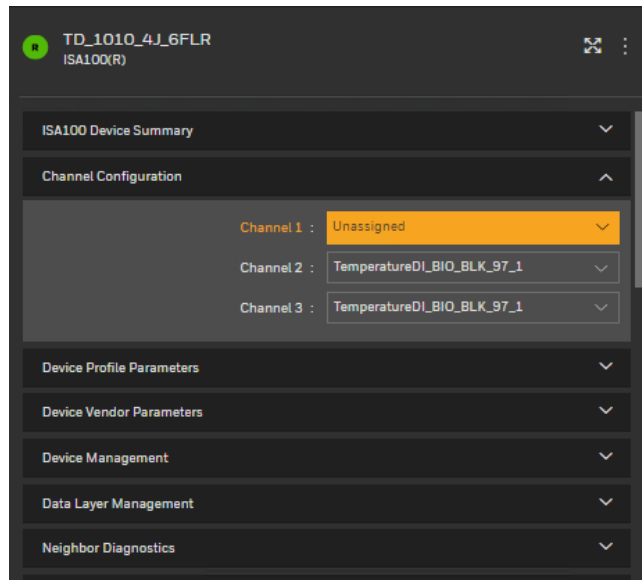 R
TD_1010_4J_6FLR
ISA100(R)
ISA100 Device Summary
Channel Configuration
Channel 1 : Unassigned
Channel 2 : TemperatureDI_BIO_BLK_97_1
Channel 3 : TemperatureDI_BIO_BLK_97_1
Device Profile Parameters
Device Vendor Parameters
Device Management
Data Layer Management
Neighbor Diagnostics